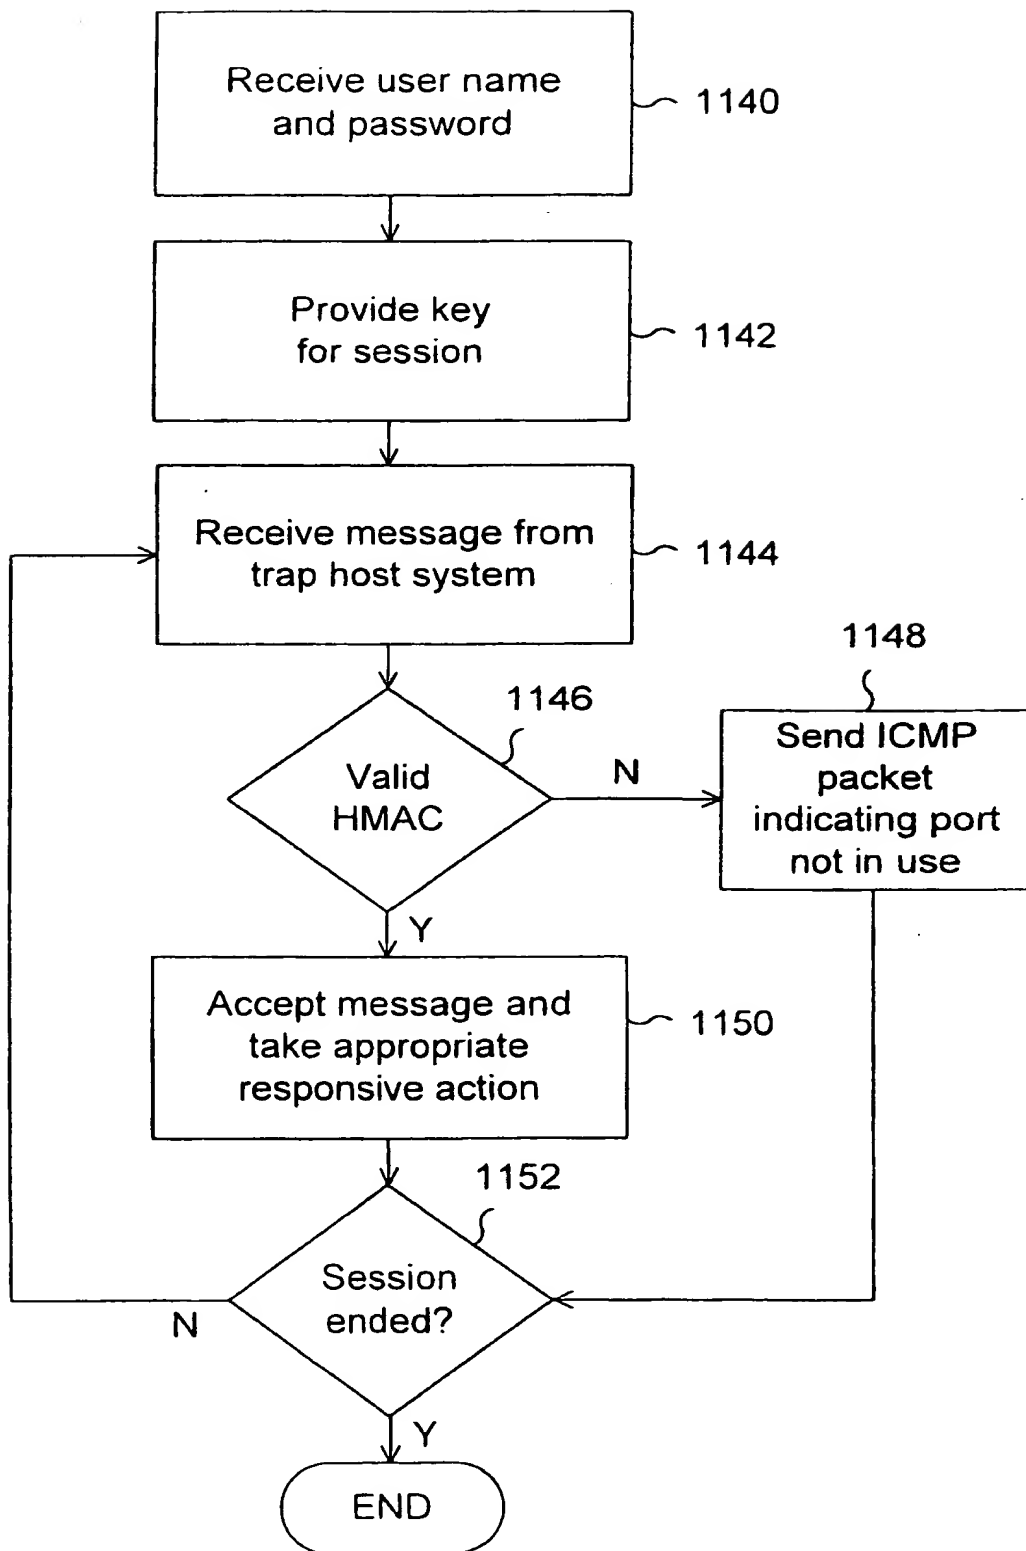 Receive user name
and password
1140
Provide key
for session
1142
Receive message from
trap host system
1144
1146
Valid
HMAC
N
1148
Send ICMP
packet
indicating port
not in use
Y
Accept message and
take appropriate
responsive action
1150
1152
Session
ended?
N
Y
END